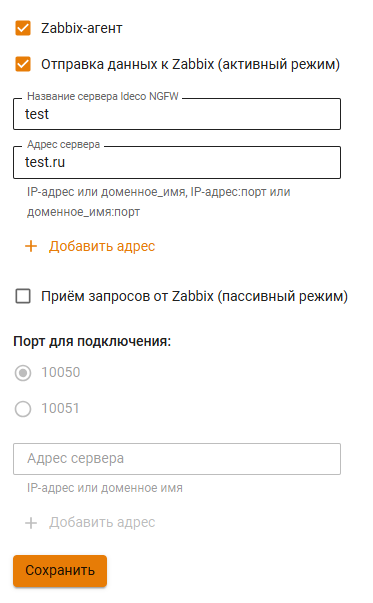 Zabbix-агент
Отправка данных к Zabbix (активный режим)
Название сервера Ideco NGFW
test
Адрес сервера
test.ru
IP-адрес или доменное_имя, IP-адрес:порт или
доменное_имя:порт
+ Добавить адрес
Приём запросов от Zabbix (пассивный режим)
Порт для подключения:
10050
10051
Адрес сервера
IP-адрес или доменное имя
+ Добавить адрес
Сохранить